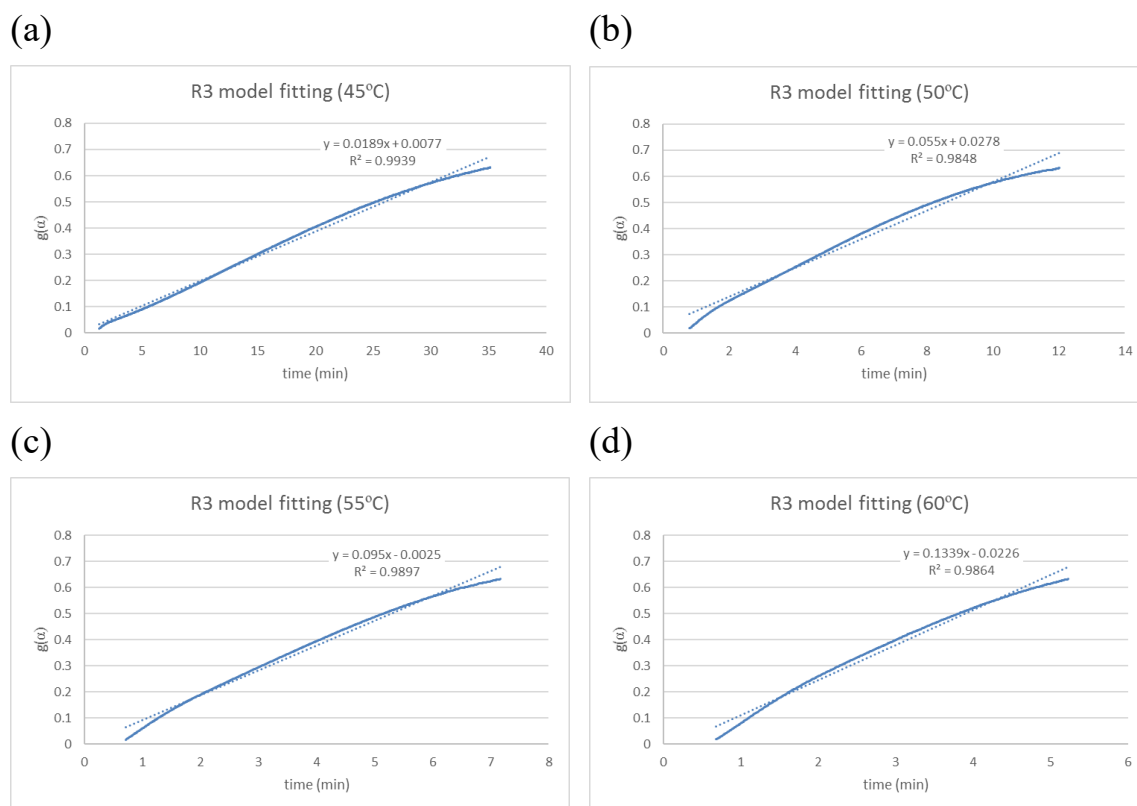 (a)
R3 model fitting (45°C)
g(α)
0.8
0.7
0.6
0.5
0.4
0.3
0.2
0.1
0
y = 0.0189x + 0.0077
R² = 0.9939
0 5 10 15 20 25 30 35 40
time (min)
(b)
R3 model fitting (50°C)
g(α)
0.8
0.7
0.6
0.5
0.4
0.3
0.2
0.1
0
y = 0.055x + 0.0278
R² = 0.9848
0 2 4 6 8 10 12 14
time (min)
(c)
R3 model fitting (55°C)
g(α)
0.8
0.7
0.6
0.5
0.4
0.3
0.2
0.1
0
y = 0.095x - 0.0025
R² = 0.9897
0 1 2 3 4 5 6 7 8
time (min)
(d)
R3 model fitting (60°C)
g(α)
0.8
0.7
0.6
0.5
0.4
0.3
0.2
0.1
0
y = 0.1339x - 0.0226
R² = 0.9864
0 1 2 3 4 5 6
time (min)